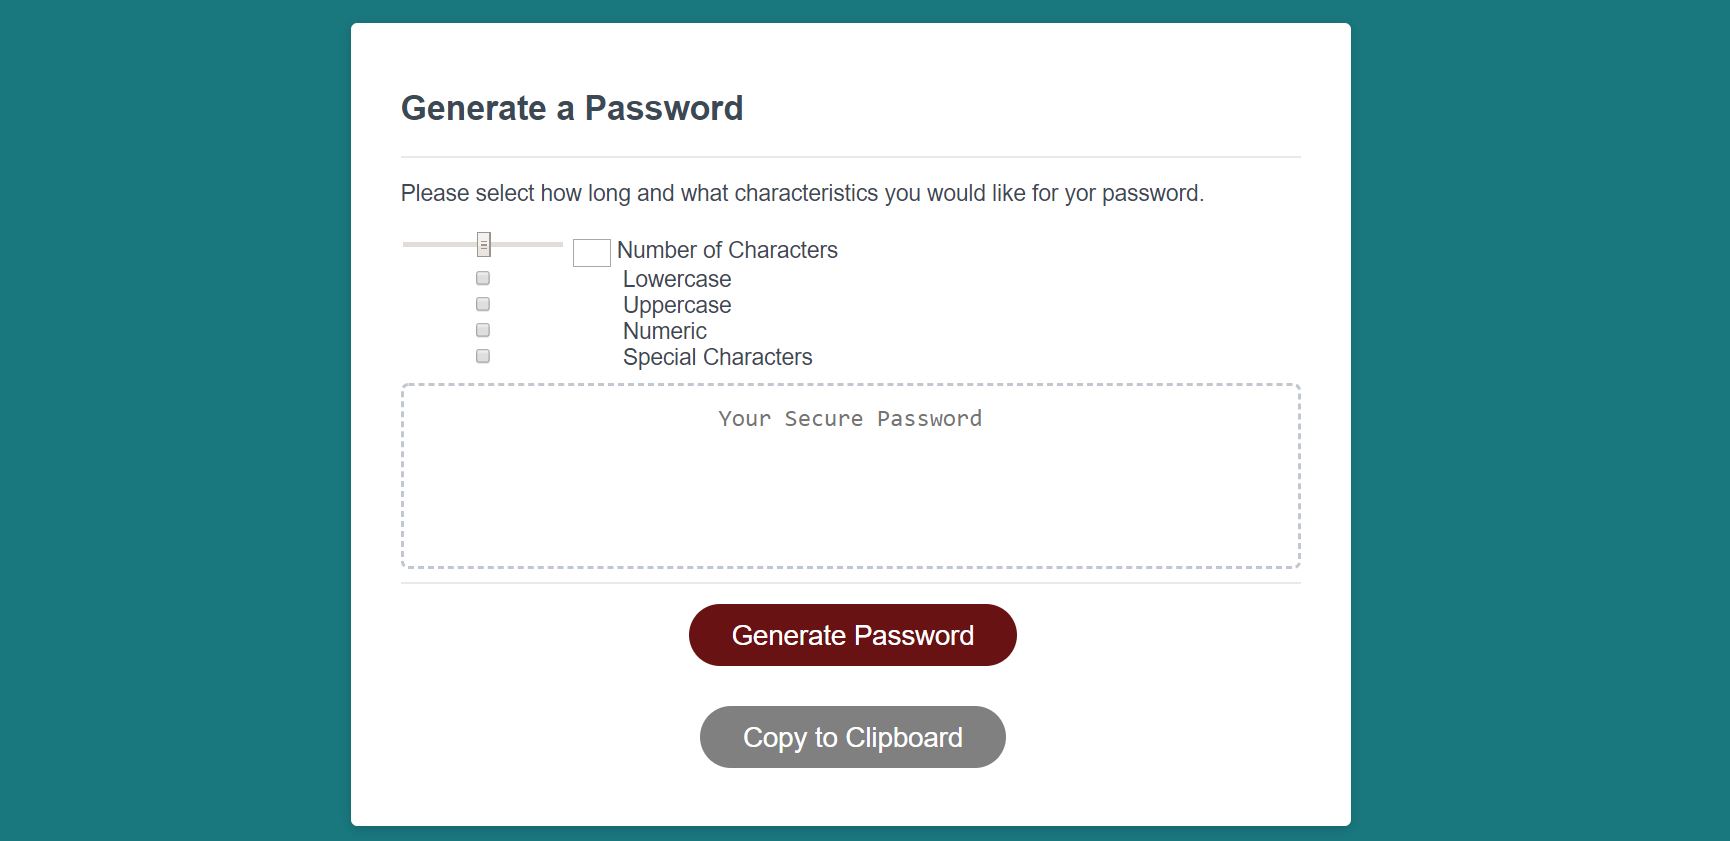 Generate a Password
Please select how long and what characteristics you would like for yor password.
Number of Characters
Lowercase
Uppercase
Numeric
Special Characters
Your Secure Password
Generate Password
Copy to Clipboard